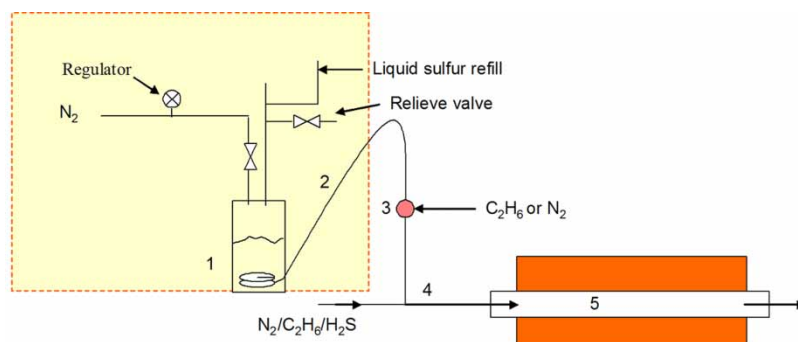 Regulator
Liquid sulfur refill
N₂
Relieve valve
2
3
C₂H₆ or N₂
1
4
5
N₂/C₂H₆/H₂S